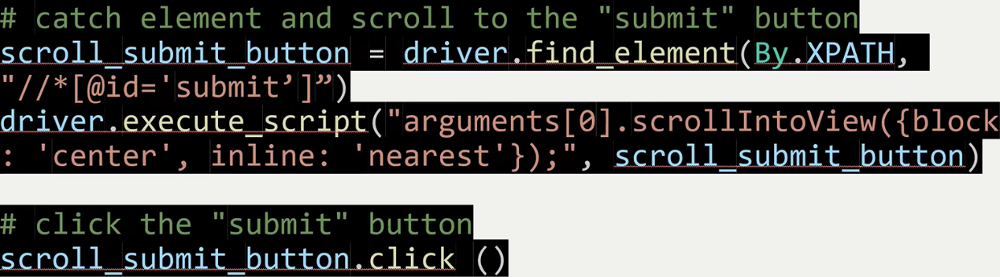 # catch element and scroll to the "submit" button
scroll_submit_button = driver.find_element(By.XPATH,
"//*[@id='submit’]”)
driver.execute_script("arguments[0].scrollIntoView({block
: 'center', inline: 'nearest'});", scroll_submit_button)
# click the "submit" button
scroll_submit_button.click ()